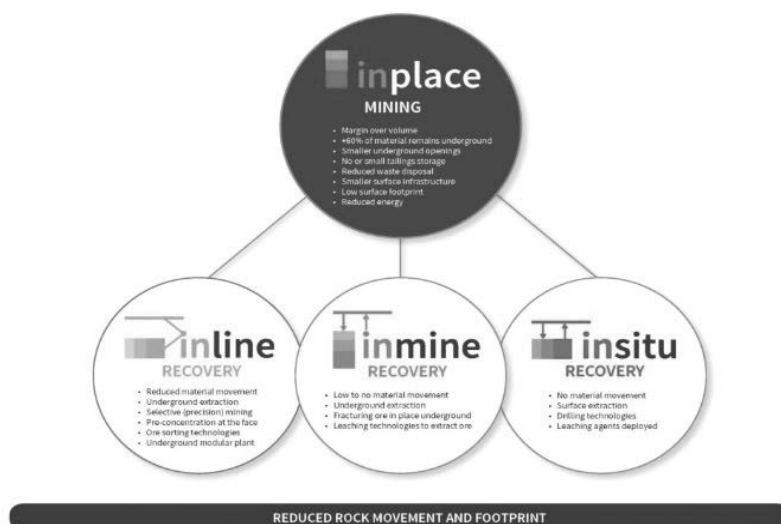 inplace
MINING
• Margin over volume
• +60% of material remains underground
• Smaller underground openings
• No or small tailings storage
• Reduced waste disposal
• Smaller surface infrastructure
• Low surface footprint
• Reduced energy
inline
RECOVERY
• Reduced material movement
• Underground extraction
• Selective (precision) mining
• Pre-concentration at the face
• Ore sorting technologies
• Underground modular plant
inmine
RECOVERY
• Low to no material movement
• Underground extraction
• Fracturing ore in place underground
• Leaching technologies to extract ore
insitu
RECOVERY
• No material movement
• Surface extraction
• Drilling technologies
• Leaching agents deployed
REDUCED ROCK MOVEMENT AND FOOTPRINT